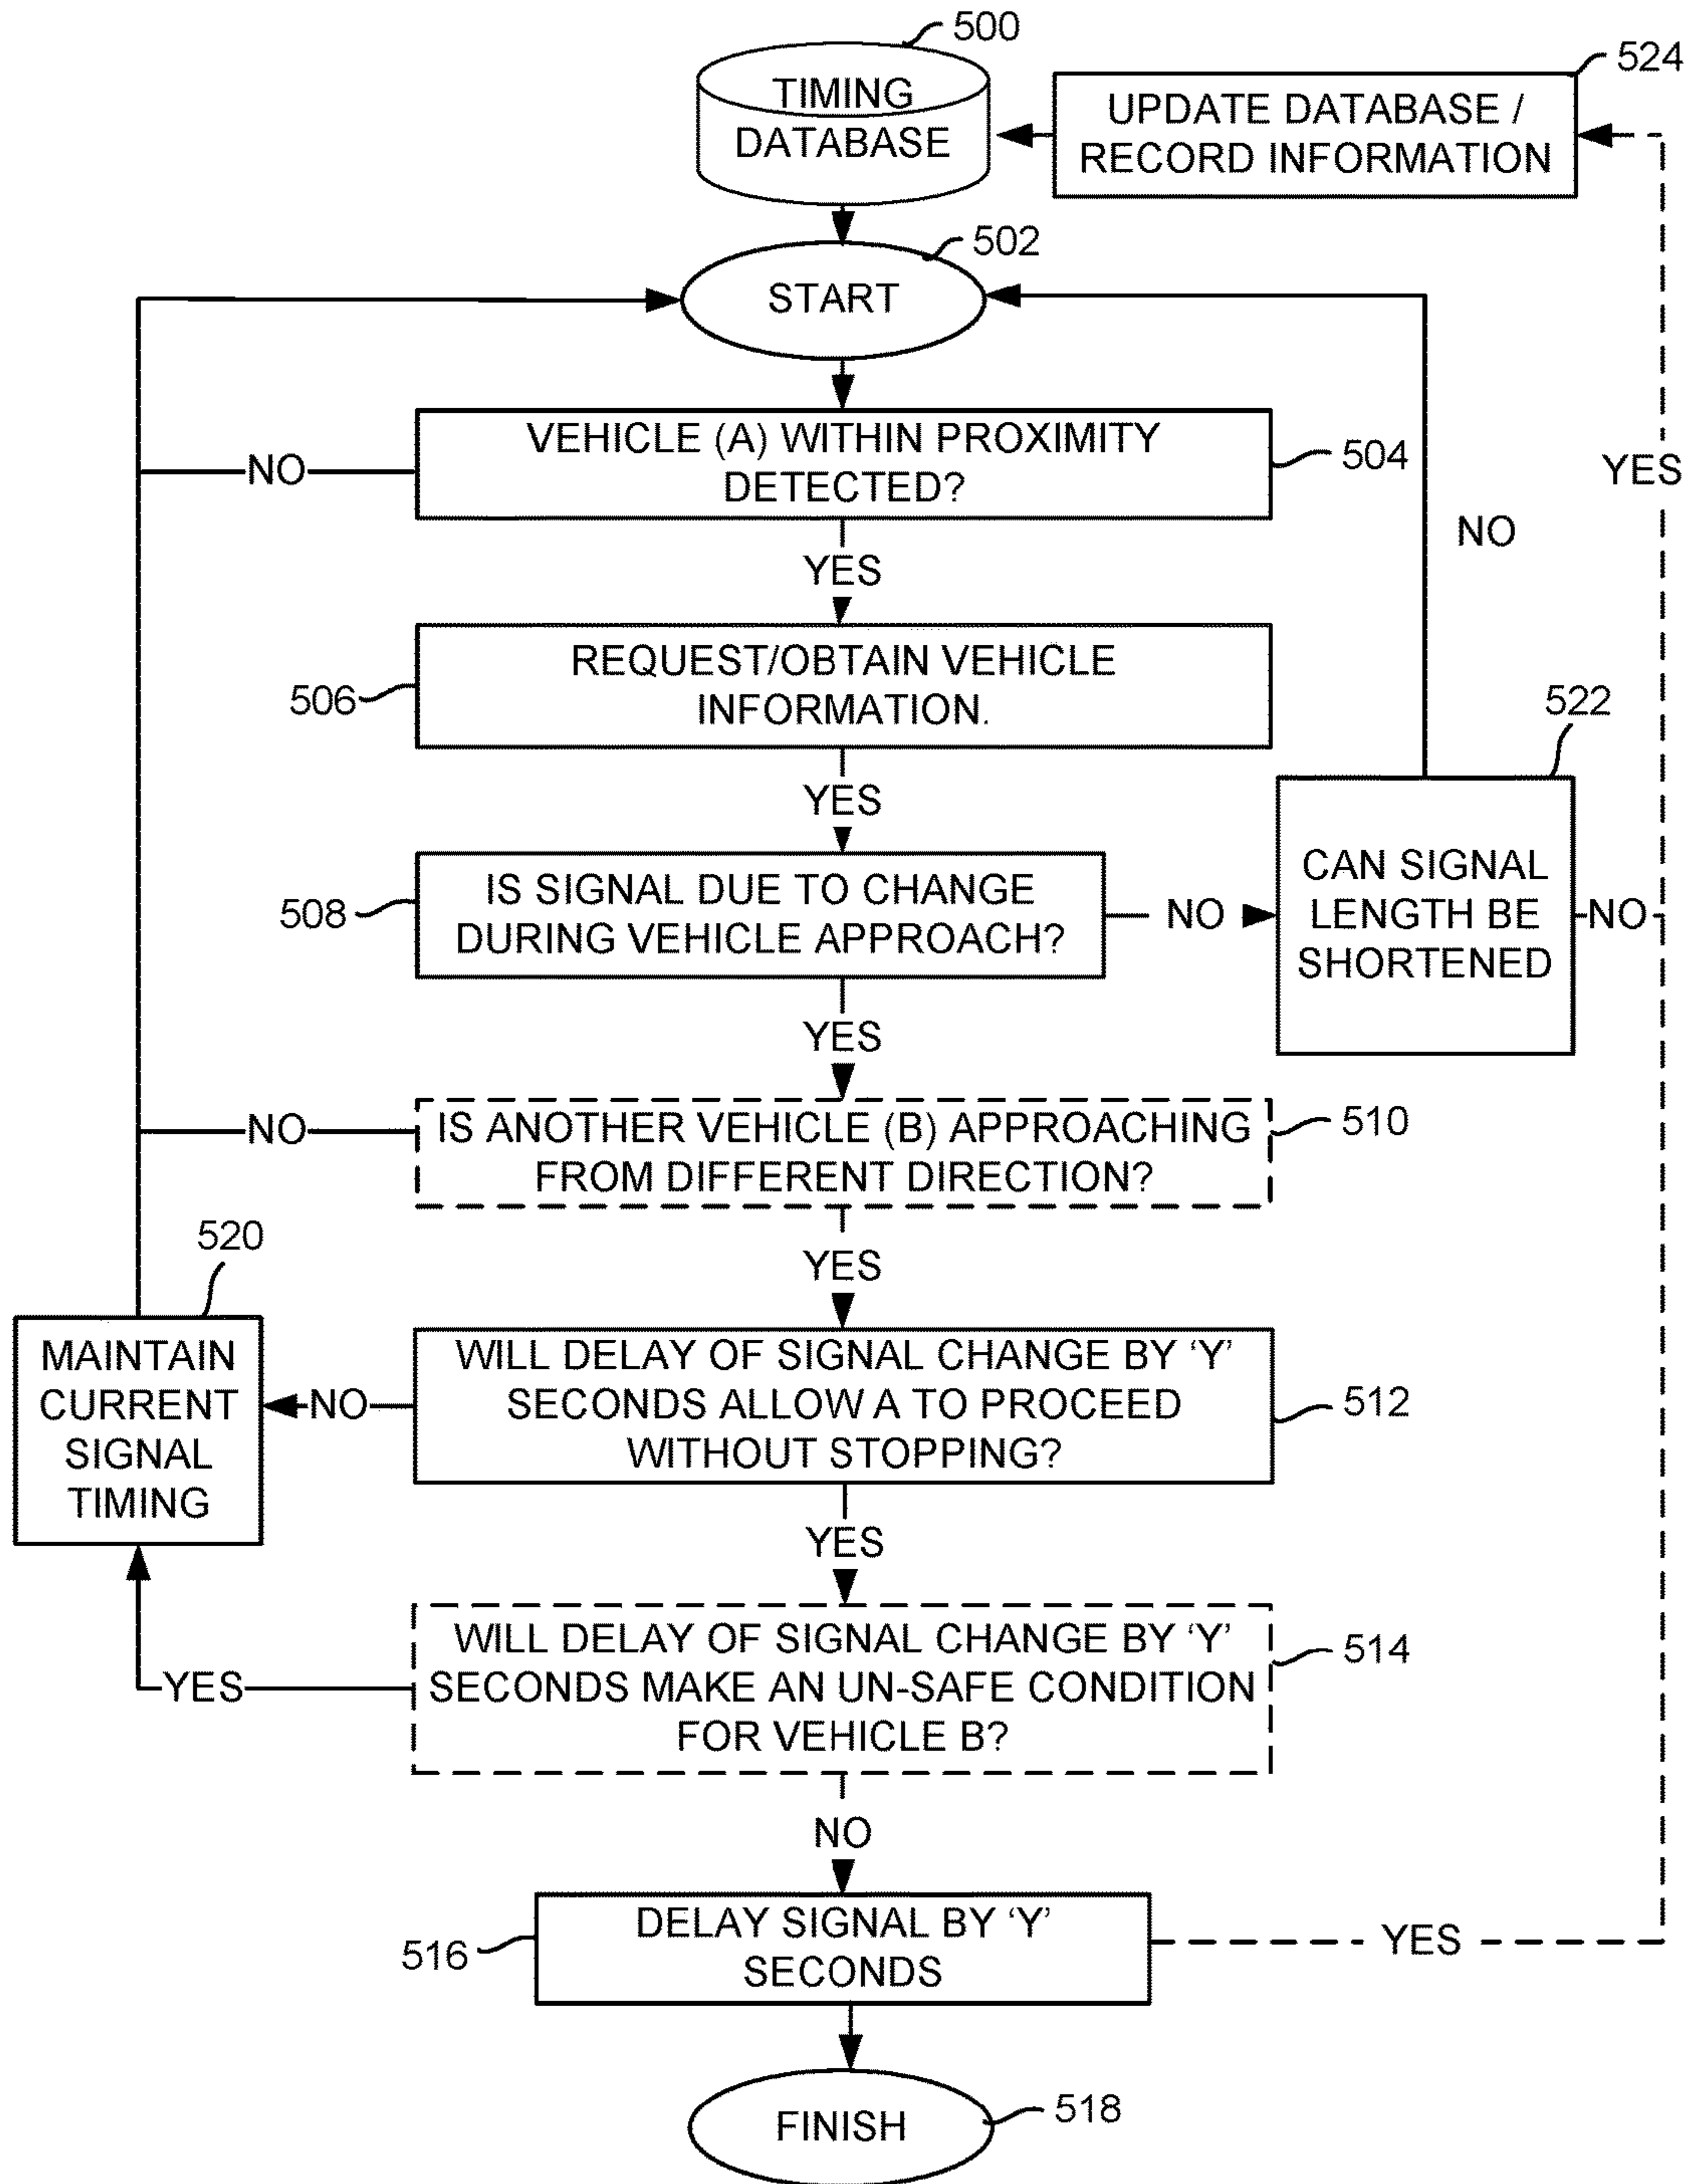 500
TIMING
DATABASE
524
UPDATE DATABASE /
RECORD INFORMATION
502
START
VEHICLE (A) WITHIN PROXIMITY
DETECTED?
504
NO
YES
YES
NO
REQUEST/OBTAIN VEHICLE
INFORMATION.
506
522
YES
IS SIGNAL DUE TO CHANGE
DURING VEHICLE APPROACH?
508
NO
CAN SIGNAL
LENGTH BE
SHORTENED
NO
YES
IS ANOTHER VEHICLE (B) APPROACHING
FROM DIFFERENT DIRECTION?
510
NO
520
YES
MAINTAIN
CURRENT
SIGNAL
TIMING
NO
WILL DELAY OF SIGNAL CHANGE BY ‘Y’
SECONDS ALLOW A TO PROCEED
WITHOUT STOPPING?
512
YES
WILL DELAY OF SIGNAL CHANGE BY ‘Y’
SECONDS MAKE AN UN-SAFE CONDITION
FOR VEHICLE B?
514
YES
NO
DELAY SIGNAL BY ‘Y’
SECONDS
516
YES
FINISH
518